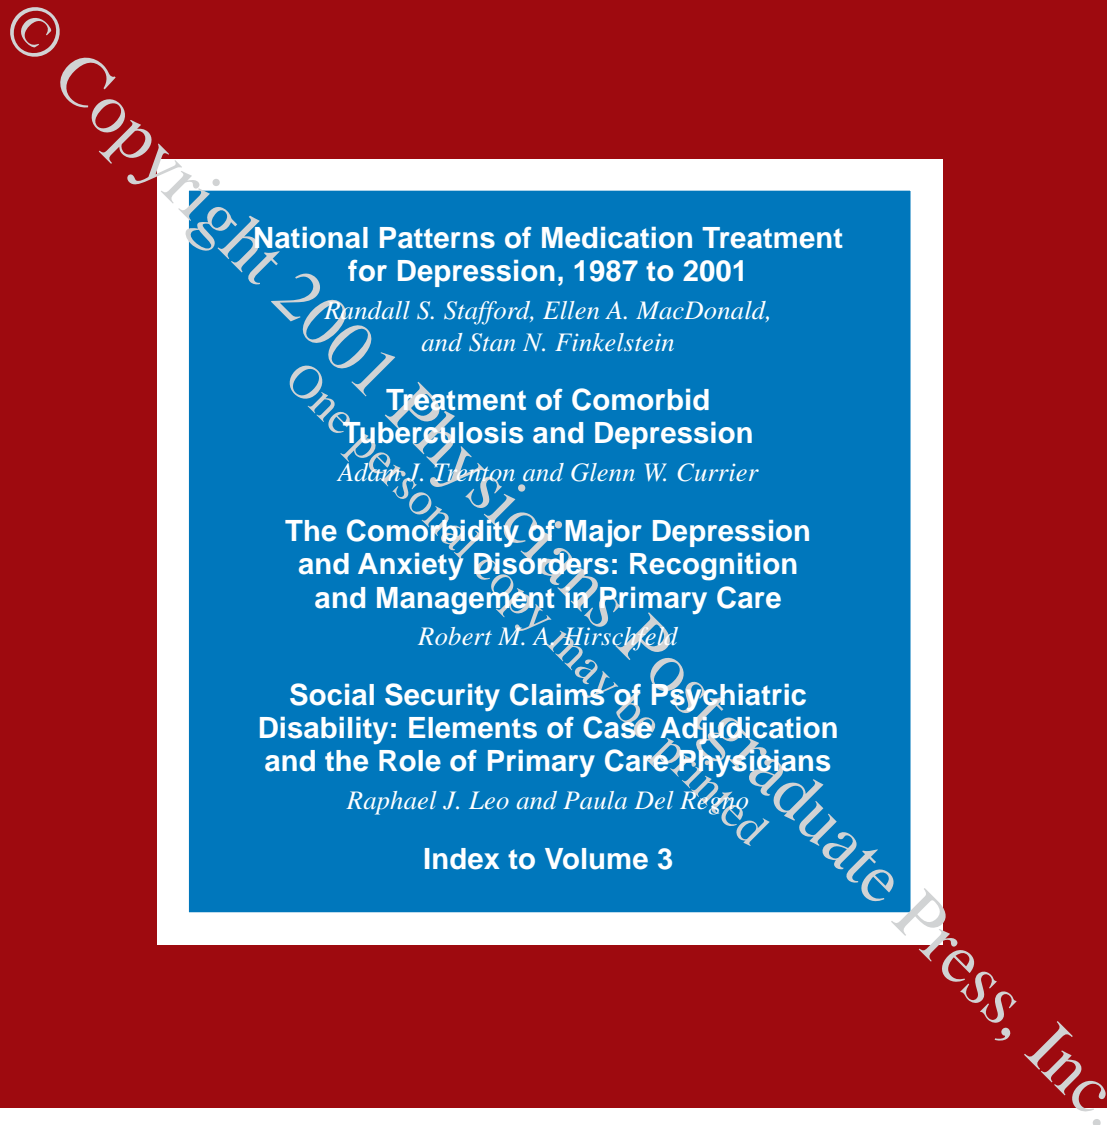 © Copyright 2001 Physicians Postgraduate Press, Inc.
One personal copy may be printed
National Patterns of Medication Treatment
for Depression, 1987 to 2001
Randall S. Stafford, Ellen A. MacDonald,
and Stan N. Finkelstein
Treatment of Comorbid
Tuberculosis and Depression
Adam J. Trenton and Glenn W. Currier
The Comorbidity of Major Depression
and Anxiety Disorders: Recognition
and Management in Primary Care
Robert M. A. Hirschfeld
Social Security Claims of Psychiatric
Disability: Elements of Case Adjudication
and the Role of Primary Care Physicians
Raphael J. Leo and Paula Del Regno
Index to Volume 3